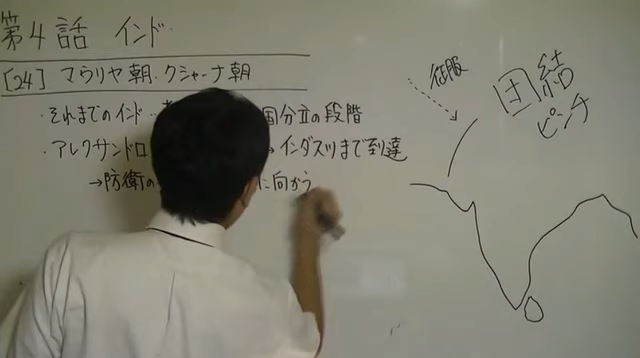 第4話 インド
[24] マウリヤ朝・クシャーナ朝
・それまでのインド
国分立の段階
・アレクサンドロ
→インダス川まで到達
→防衛の
に向かう
征服
団結
ピンチ